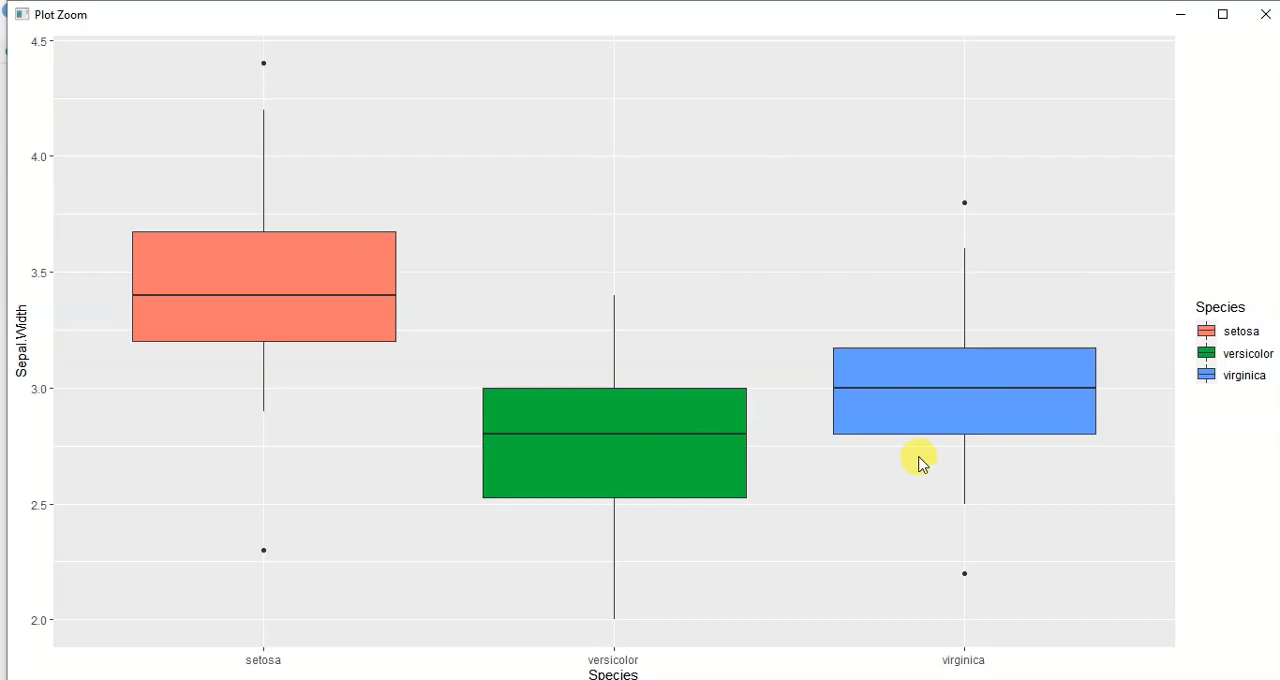 Plot Zoom
4.5
4.0
3.5
3.0
2.5
2.0
Sepal.Width
setosa
versicolor
virginica
Species
Species
setosa
versicolor
virginica